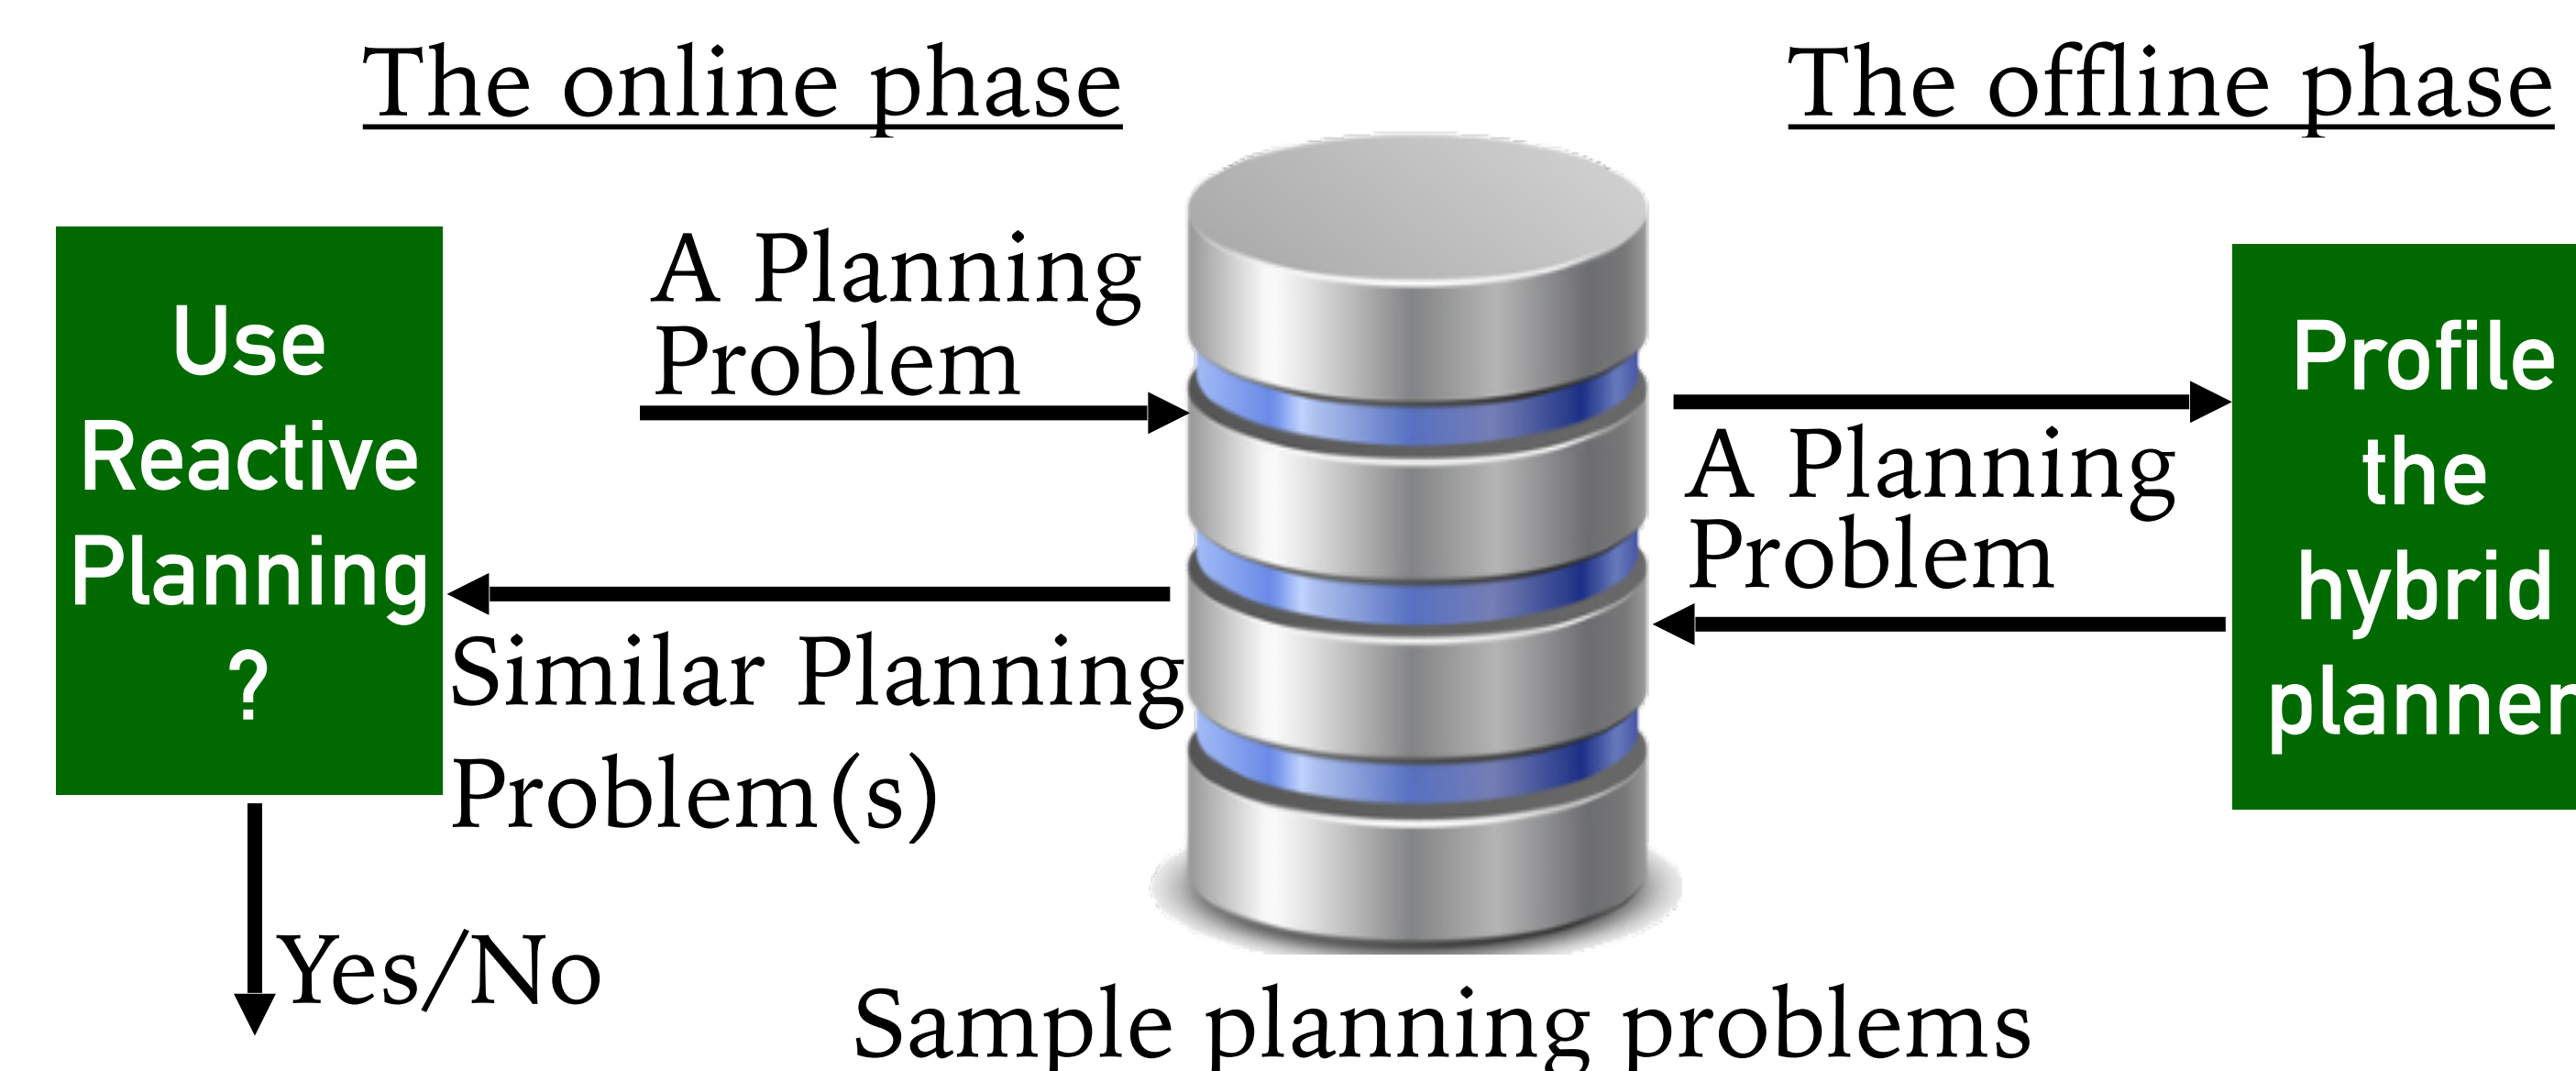 The online phase
The offline phase
Use
Reactive
Planning
?
A Planning
Problem
Similar Planning
Problem(s)
Yes/No
A Planning
Problem
Profile
the
hybrid
planner
Sample planning problems